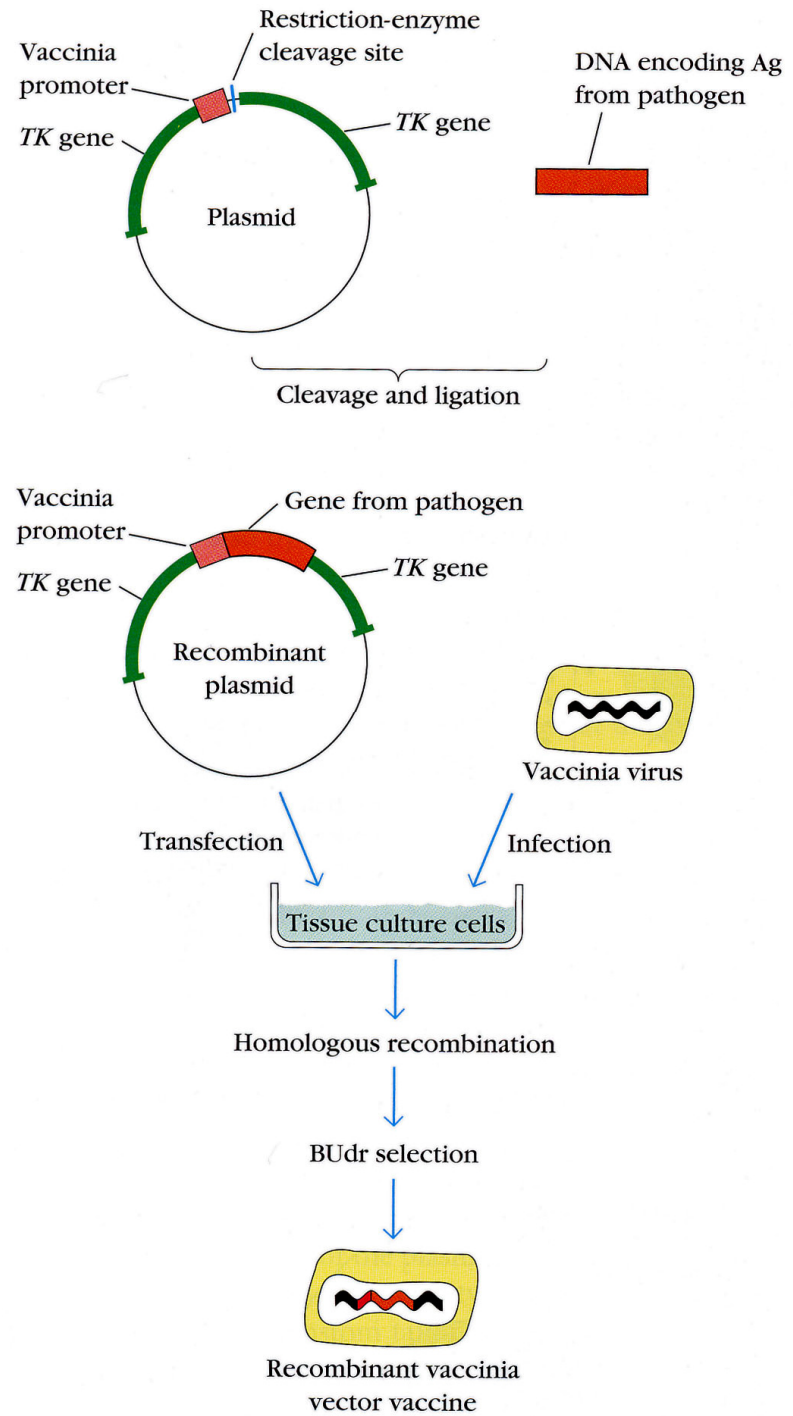 Restriction-enzyme
cleavage site
Vaccinia
promoter
DNA encoding Ag
from pathogen
TK gene
TK gene
Plasmid
Cleavage and ligation
Vaccinia
promoter
Gene from pathogen
TK gene
TK gene
Recombinant
plasmid
Vaccinia virus
Transfection
Infection
Tissue culture cells
Homologous recombination
BUdr selection
Recombinant vaccinia
vector vaccine